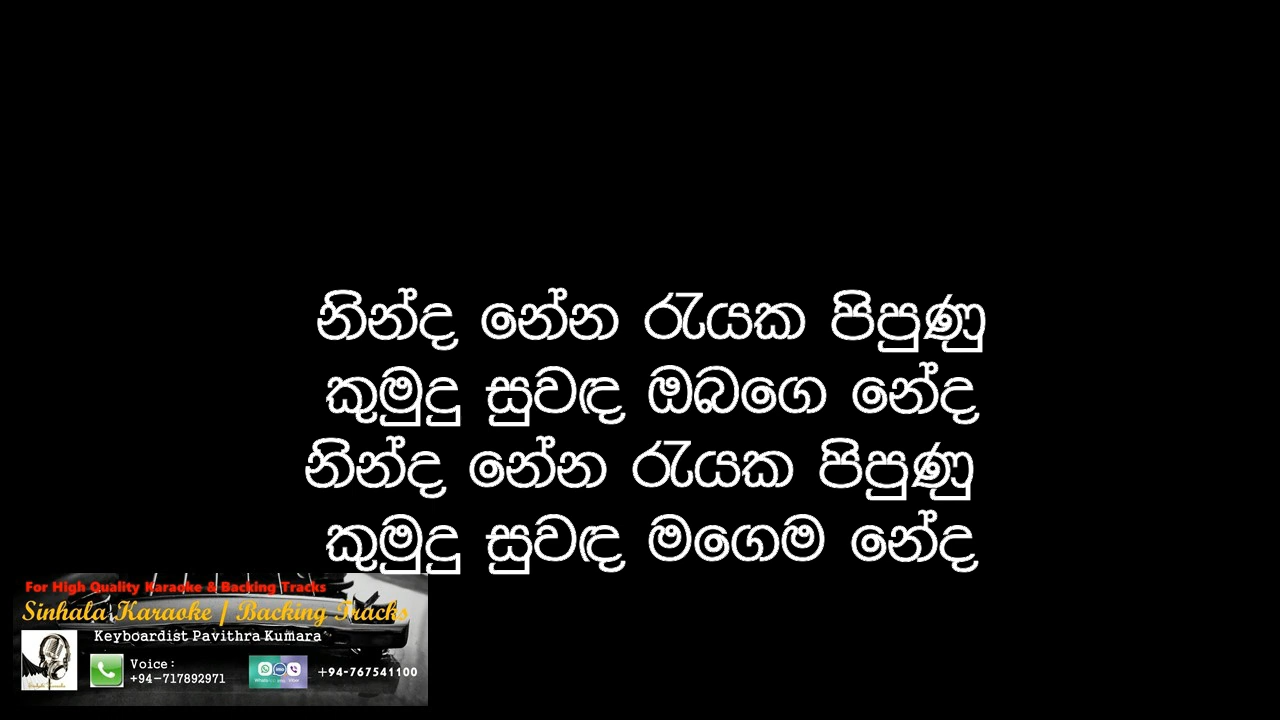 නින්ද නේන රැයක පිපුණු
කුමුදු සුවඳ ඔබගෙ නේද
නින්ද නේන රැයක පිපුණු
කුමුදු සුවඳ මගෙම නේද
For High Quality Karaoke & Backing Tracks
Sinhala Karaoke / Backing Tracks
Keyboardist Pavithra Kumara
Voice :
+94-717892971
+94-767541100